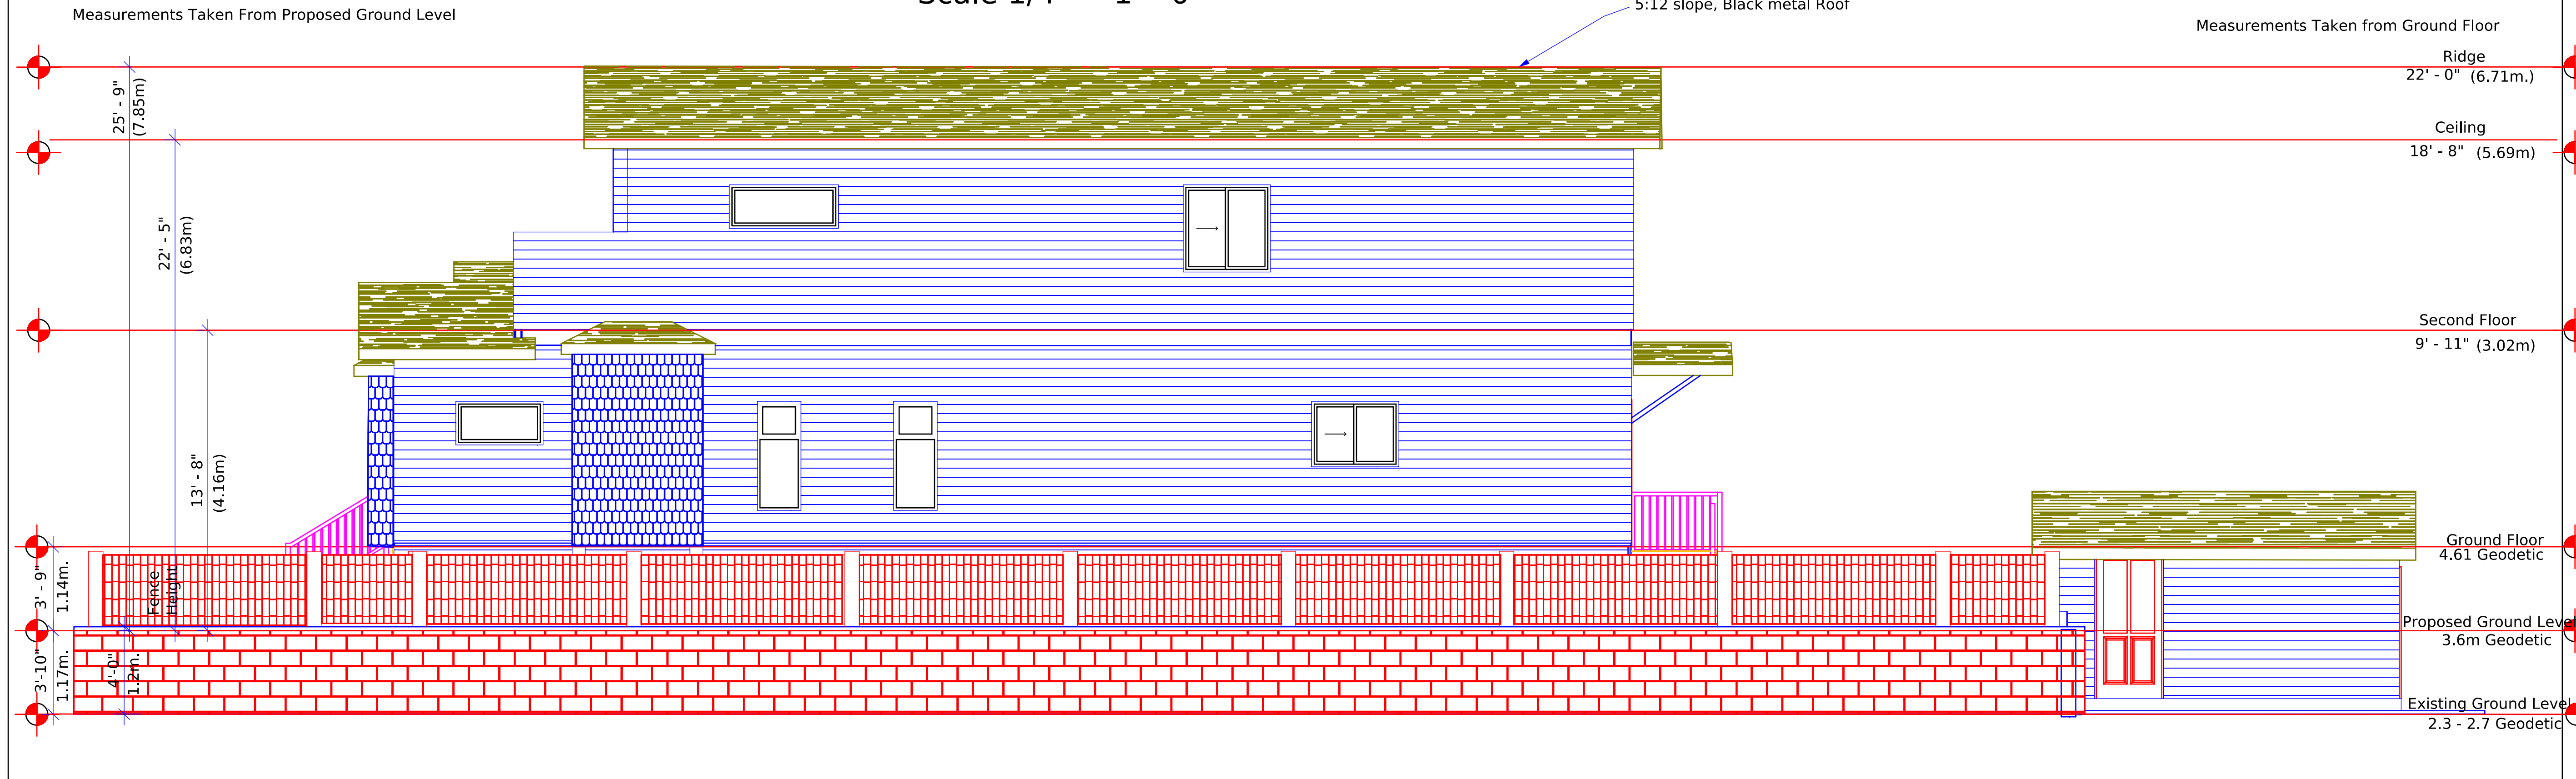 Measurements Taken From Proposed Ground Level
5:12 slope, Black metal Roof
Measurements Taken from Ground Floor
Ridge
22' - 0" (6.71m.)
25' - 9"
(7.85m)
Ceiling
18' - 8" (5.69m)
22' - 5"
(6.83m)
Second Floor
9' - 11" (3.02m)
13' - 8"
(4.16m)
Ground Floor
4.61 Geodetic
3' - 9"
1.14m.
Fence
Height
Proposed Ground Level
3.6m Geodetic
3'-10"
1.17m.
4'-0"
1.2m.
Existing Ground Level
2.3 - 2.7 Geodetic